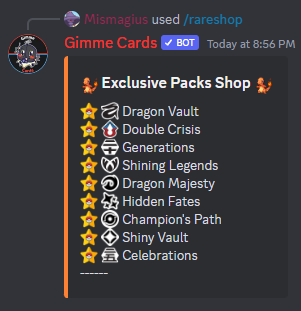 Mismagius used /rareshop
Gimme Cards ✓ BOT Today at 8:56 PM
Exclusive Packs Shop
Dragon Vault
Double Crisis
Generations
Shining Legends
Dragon Majesty
Hidden Fates
Champion's Path
Shiny Vault
Celebrations
------